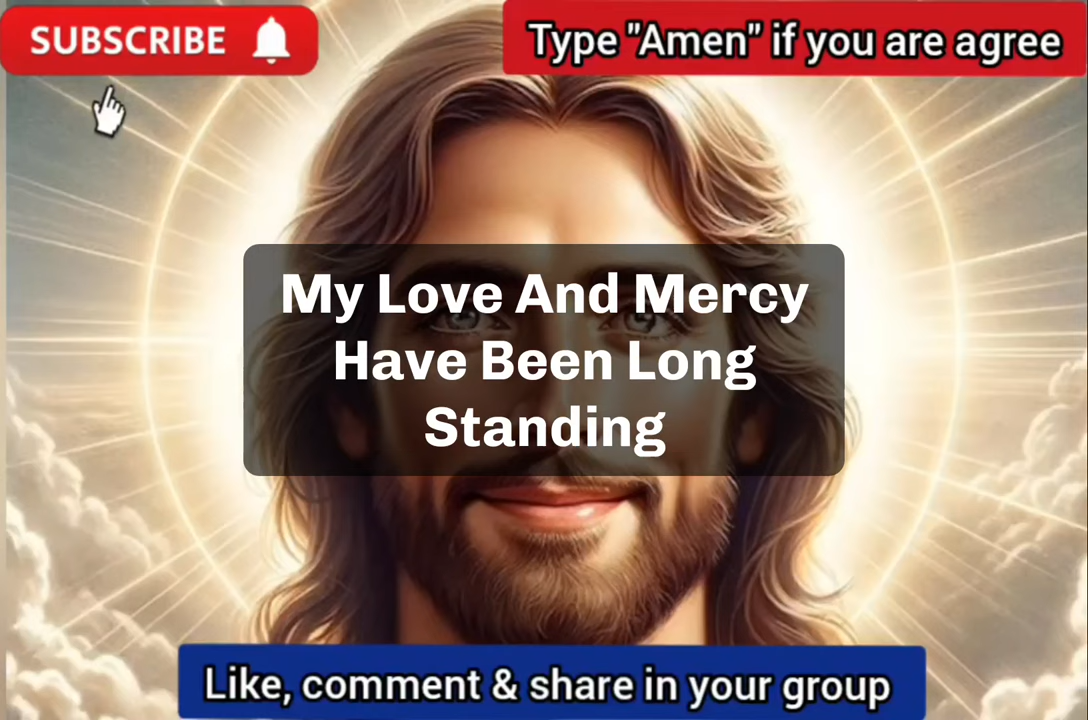 SUBSCRIBE
Type "Amen" if you are agree
My Love And Mercy
Have Been Long
Standing
Like, comment & share in your group